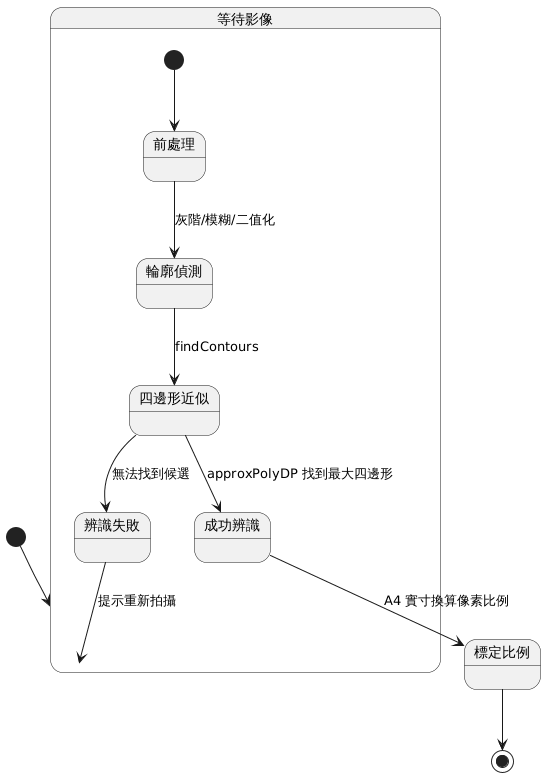 等待影像
前處理
灰階/模糊/二值化
輪廓偵測
findContours
四邊形近似
無法找到候選
approxPolyDP 找到最大四邊形
辨識失敗
成功辨識
提示重新拍攝
A4 實寸換算像素比例
標定比例